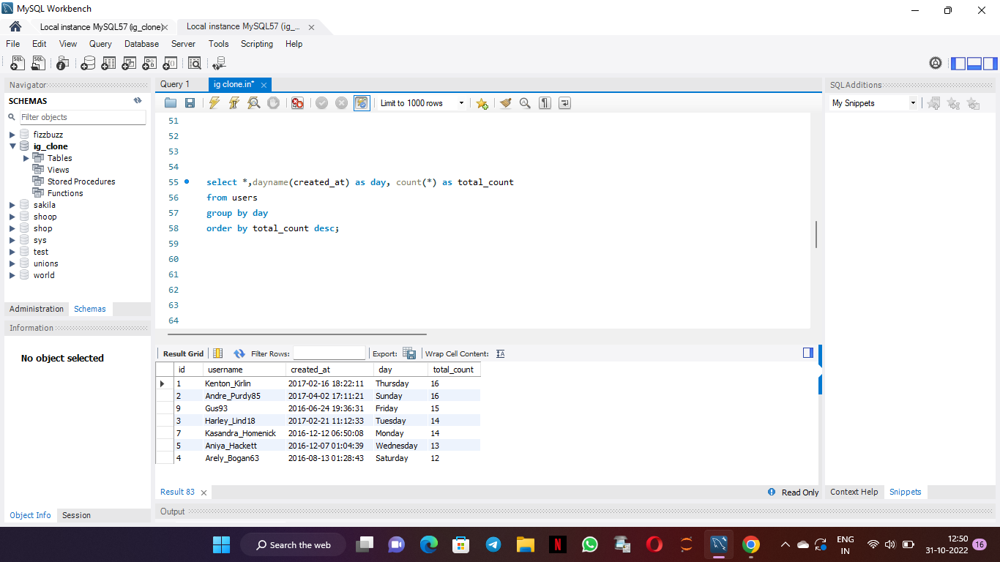 MySQL Workbench
Local instance MySQL57 (ig_clone)
Local instance MySQL57 (ig_...
File Edit View Query Database Server Tools Scripting Help
Navigator
SCHEMAS
Filter objects
fizzbuzz
ig_clone
Tables
Views
Stored Procedures
Functions
sakila
shoop
shop
sys
test
unions
world
Administration Schemas
Information
No object selected
Object Info Session
Query 1 ig clone.in*
Limit to 1000 rows
51
52
53
54
55 select *,dayname(created_at) as day, count(*) as total_count
56 from users
57 group by day
58 order by total_count desc;
59
60
61
62
63
64
Result Grid Filter Rows: Export: Wrap Cell Content:
id username created_at day total_count
1 Kenton_Kirlin 2017-02-16 18:22:11 Thursday 16
2 Andre_Purdy85 2017-04-02 17:11:21 Sunday 16
9 Gus93 2016-06-24 19:36:31 Friday 15
3 Harley_Lind18 2017-02-21 11:12:33 Tuesday 14
7 Kasandra_Homenick 2016-12-12 06:50:08 Monday 14
5 Aniya_Hackett 2016-12-07 01:04:39 Wednesday 13
4 Arely_Bogan63 2016-08-13 01:28:43 Saturday 12
Result 83
Read Only
Output
SQLAdditions
My Snippets
Context Help Snippets
Search the web
ENG
IN
12:50
31-10-2022
16